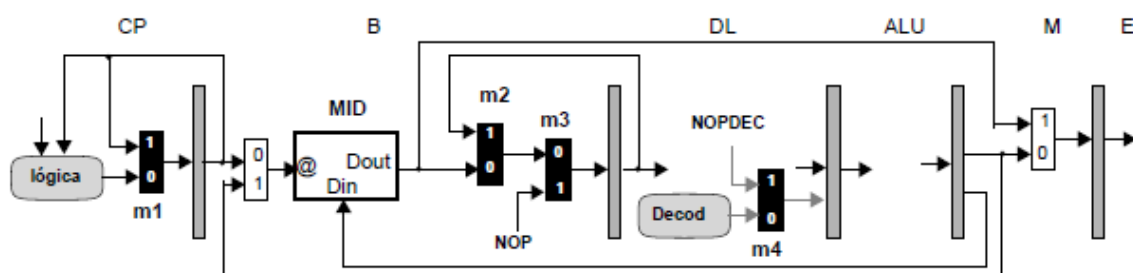 CP B DL ALU M E
MID
m2
m3
NOPDEC
lógica
1
0
m1
0
1
@ Dout
Din
1
0
0
1
NOP
Decod
1
0
m4
1
0